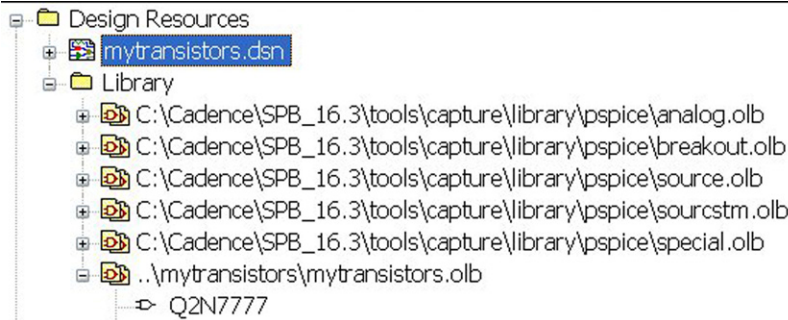 Design Resources
mytransistors.dsn
Library
C:\Cadence\SPB_16.3\tools\capture\library\pspice\analog.olb
C:\Cadence\SPB_16.3\tools\capture\library\pspice\breakout.olb
C:\Cadence\SPB_16.3\tools\capture\library\pspice\source.olb
C:\Cadence\SPB_16.3\tools\capture\library\pspice\sourcstm.olb
C:\Cadence\SPB_16.3\tools\capture\library\pspice\special.olb
..\mytransistors\mytransistors.olb
Q2N7777